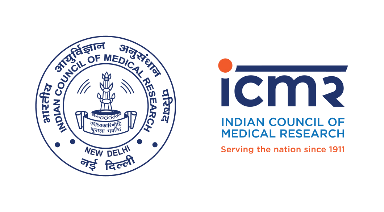 भारतीय आयुर्विज्ञान अनुसंधान परिषद
INDIAN COUNCIL OF MEDICAL RESEARCH
NEW DELHI
नई दिल्ली
icmr
INDIAN COUNCIL OF
MEDICAL RESEARCH
Serving the nation since 1911